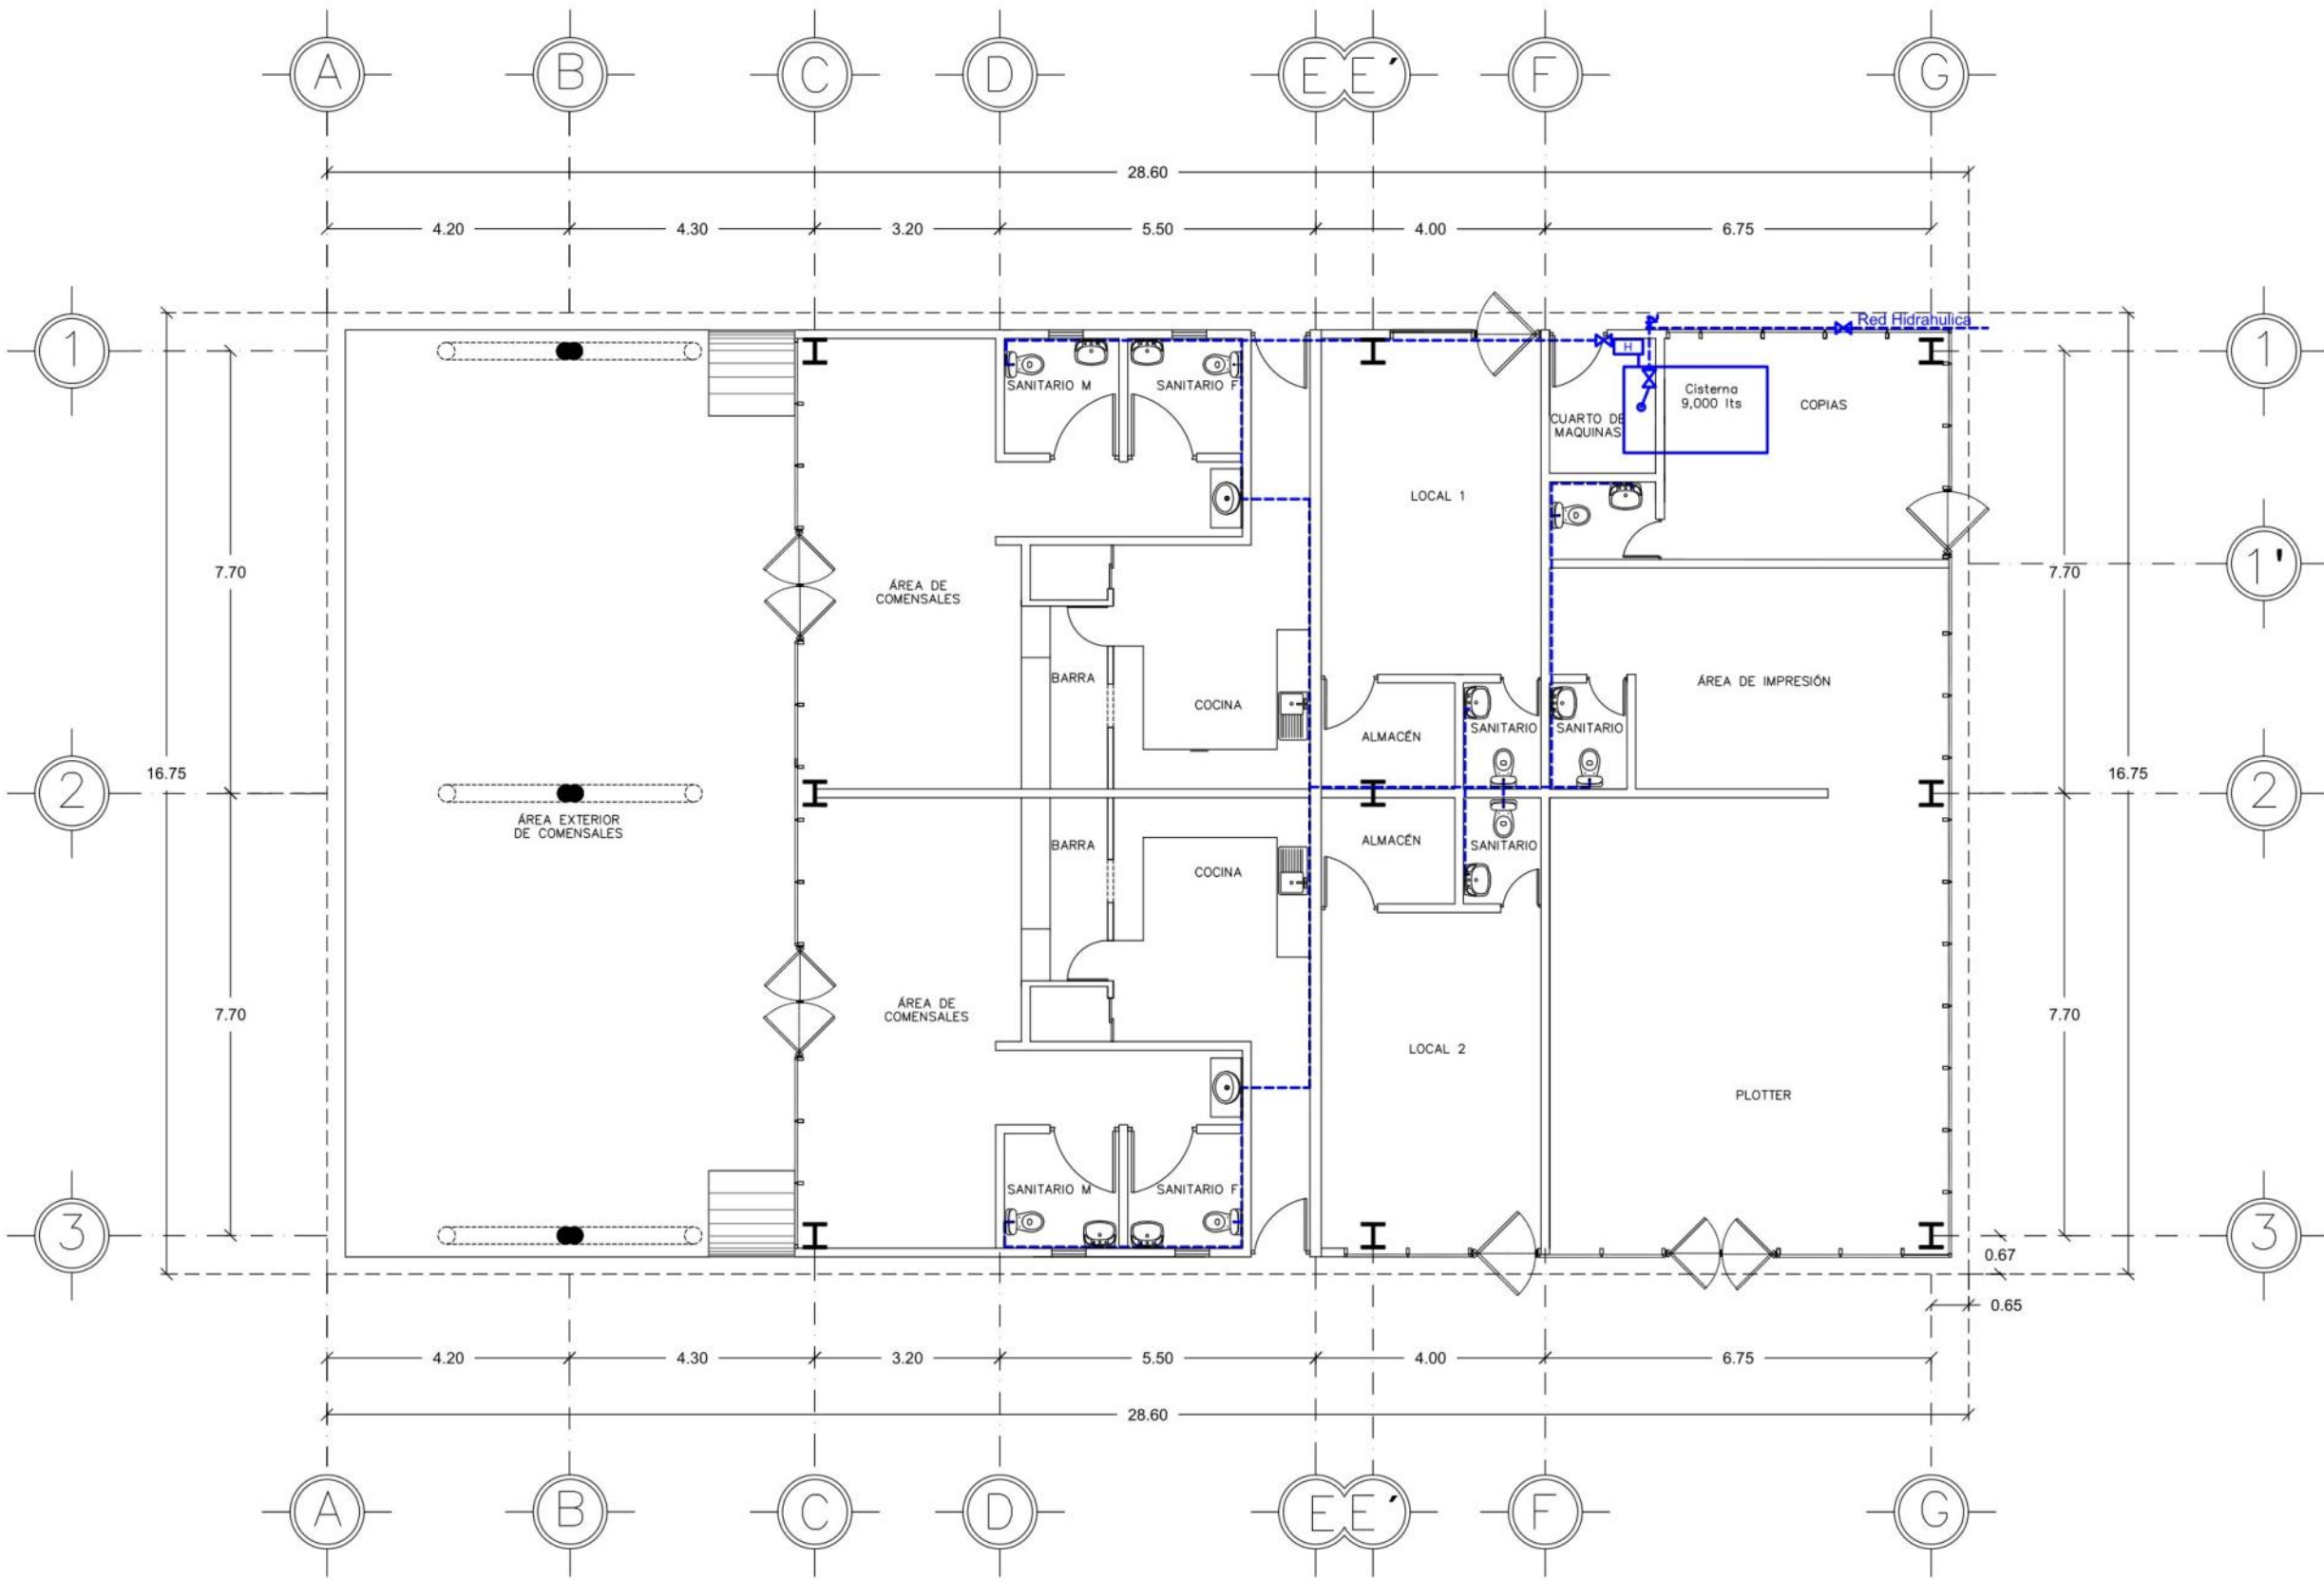 A B C D E E´ F G
28.60
4.20 4.30 3.20 5.50 4.00 6.75
Red Hidrahulica
1 1
H
SANITARIO M SANITARIO F
Cisterna
9,000 lts
COPIAS
CUARTO DE
MAQUINAS
LOCAL 1
1'
7.70 7.70
ÁREA DE
COMENSALES
BARRA
ÁREA DE IMPRESIÓN
COCINA
SANITARIO SANITARIO
ALMACÉN
2 16.75 16.75 2
ÁREA EXTERIOR
DE COMENSALES
BARRA ALMACÉN SANITARIO
COCINA
ÁREA DE
COMENSALES
7.70 7.70
LOCAL 2
PLOTTER
SANITARIO M SANITARIO F
3 3
0.67
0.65
4.20 4.30 3.20 5.50 4.00 6.75
28.60
A B C D E E´ F G